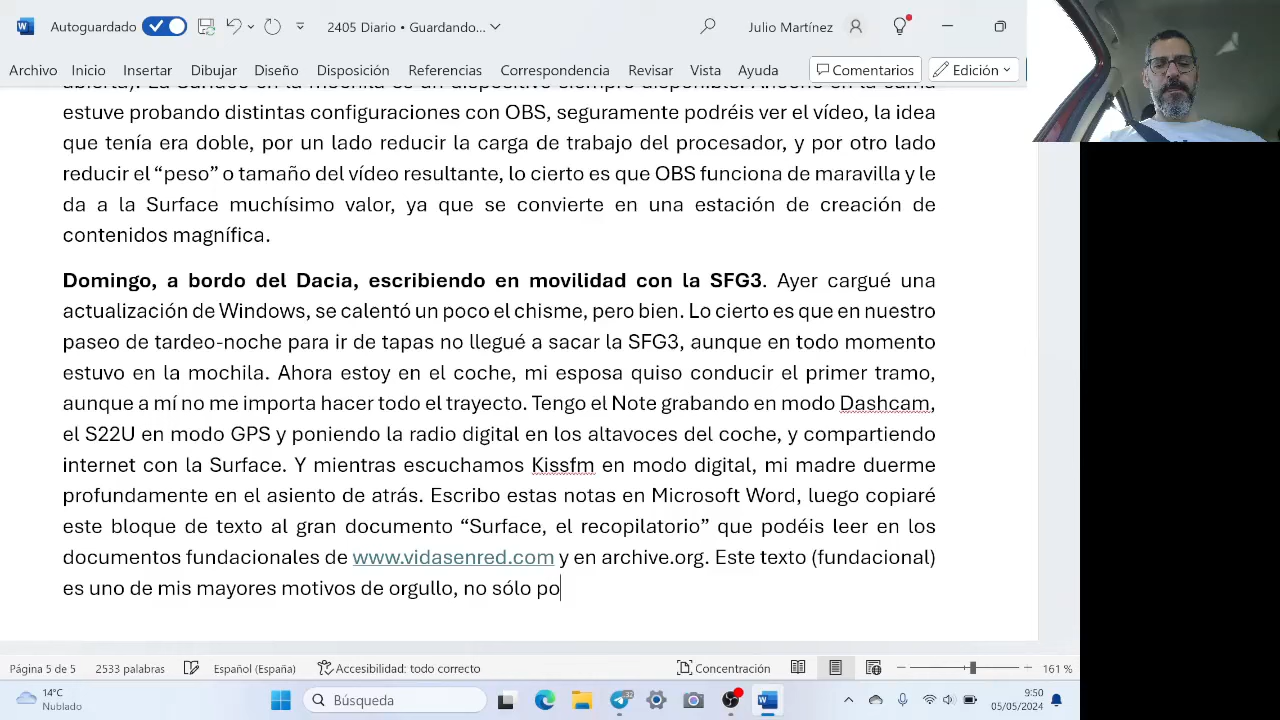 Autoguardado
2405 Diario • Guardando...
Julio Martínez
Archivo Inicio Insertar Dibujar Diseño Disposición Referencias Correspondencia Revisar Vista Ayuda Comentarios Edición
estuve probando distintas configuraciones con OBS, seguramente podréis ver el vídeo, la idea
que tenía era doble, por un lado reducir la carga de trabajo del procesador, y por otro lado
reducir el “peso” o tamaño del vídeo resultante, lo cierto es que OBS funciona de maravilla y le
da a la Surface muchísimo valor, ya que se convierte en una estación de creación de
contenidos magnífica.
Domingo, a bordo del Dacia, escribiendo en movilidad con la SFG3. Ayer cargué una
actualización de Windows, se calentó un poco el chisme, pero bien. Lo cierto es que en nuestro
paseo de tardeo-noche para ir de tapas no llegué a sacar la SFG3, aunque en todo momento
estuvo en la mochila. Ahora estoy en el coche, mi esposa quiso conducir el primer tramo,
aunque a mí no me importa hacer todo el trayecto. Tengo el Note grabando en modo Dashcam,
el S22U en modo GPS y poniendo la radio digital en los altavoces del coche, y compartiendo
internet con la Surface. Y mientras escuchamos Kissfm en modo digital, mi madre duerme
profundamente en el asiento de atrás. Escribo estas notas en Microsoft Word, luego copiaré
este bloque de texto al gran documento “Surface, el recopilatorio” que podéis leer en los
documentos fundacionales de www.vidasenred.com y en archive.org. Este texto (fundacional)
es uno de mis mayores motivos de orgullo, no sólo po
Página 5 de 5 2533 palabras Español (España) Accesibilidad: todo correcto Concentración 161 %
14°C
Nublado
Búsqueda
9:50
05/05/2024